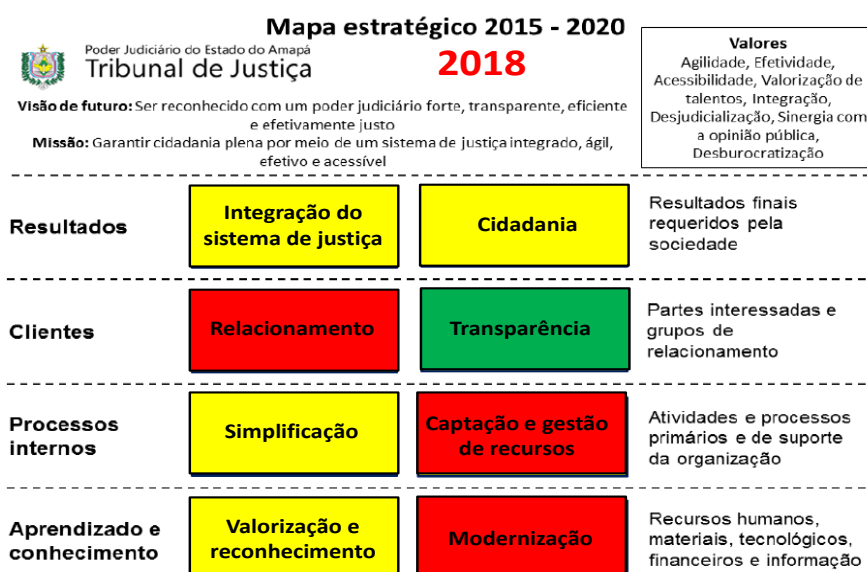 Mapa estratégico 2015 - 2020
Poder Judiciário do Estado do Amapá
Tribunal de Justiça
2018
Visão de futuro: Ser reconhecido com um poder judiciário forte, transparente, eficiente
e efetivamente justo
Missão: Garantir cidadania plena por meio de um sistema de justiça integrado, ágil,
efetivo e acessível
Valores
Agilidade, Efetividade,
Acessibilidade, Valorização de
talentos, Integração,
Desjudicialização, Sinergia com
a opinião pública,
Desburocratização
Resultados
Integração do
sistema de justiça
Cidadania
Resultados finais
requeridos pela
sociedade
Clientes
Relacionamento
Transparência
Partes interessadas e
grupos de
relacionamento
Processos
internos
Simplificação
Captação e gestão
de recursos
Atividades e processos
primários e de suporte
da organização
Aprendizado e
conhecimento
Valorização e
reconhecimento
Modernização
Recursos humanos,
materiais, tecnológicos,
financeiros e informação